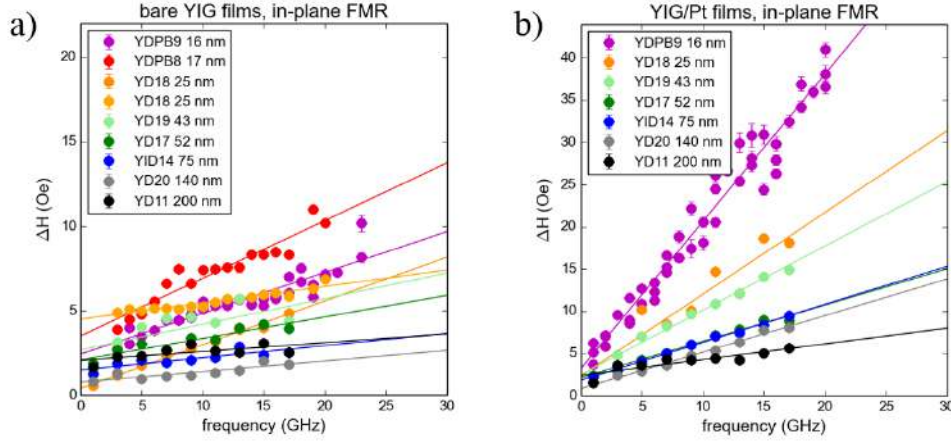 a)
bare YIG films, in-plane FMR
YDPB9 16 nm
YDPB8 17 nm
YD18 25 nm
YD18 25 nm
YD19 43 nm
YD17 52 nm
YID14 75 nm
YD20 140 nm
YD11 200 nm
20
15
10
5
0
ΔH (Oe)
0
5
10
15
20
25
30
frequency (GHz)
b)
YIG/Pt films, in-plane FMR
YDPB9 16 nm
YD18 25 nm
YD19 43 nm
YD17 52 nm
YID14 75 nm
YD20 140 nm
YD11 200 nm
40
35
30
25
20
15
10
5
0
ΔH (Oe)
0
5
10
15
20
25
30
frequency (GHz)